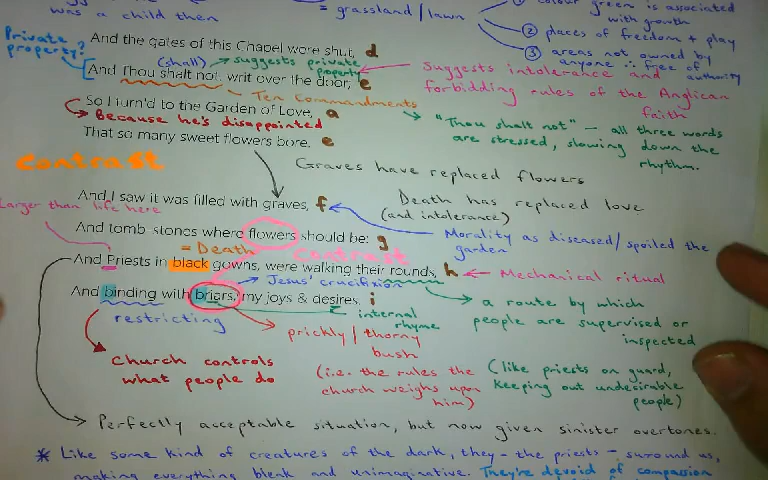 was a child then
= grassland / lawn
colour green is associated
with growth
② places of freedom + play
③ areas not owned by
anyone ∴ free of
authority
Private
property?
And the gates of this Chapel were shut, d
(shall) → suggests private
property
And Thou shalt not. writ over the door; e
Suggests intolerance and
forbidding rules of the Anglican
faith
Ten Commandments
So I turn'd to the Garden of Love, a
Because he's disappointed
That so many sweet flowers bore. e
"Thou shalt not" — all three words
are stressed, slowing down the
rhythm.
Contrast
Graves have replaced flowers
And I saw it was filled with graves, f
Death has replaced love
(and intolerance)
Larger than life here
And tomb-stones where flowers should be: g
Morality as diseased / spoiled the
garden
= Death
contrast
And Priests in black gowns, were walking their rounds, h
Mechanical ritual
Jesus' crucifixion
And binding with briars, my joys & desires. i
a route by which
people are supervised or
inspected
internal
rhyme
restricting
prickly / thorny
bush
Church controls
what people do
(i.e. the rules the
church weighs upon
him)
(like priests on guard,
keeping out undesirable
people)
Perfectly acceptable situation, but now given sinister overtones.
* Like some kind of creatures of the dark, they - the priests - surround us,
making everything bleak and unimaginative. They're devoid of compassion